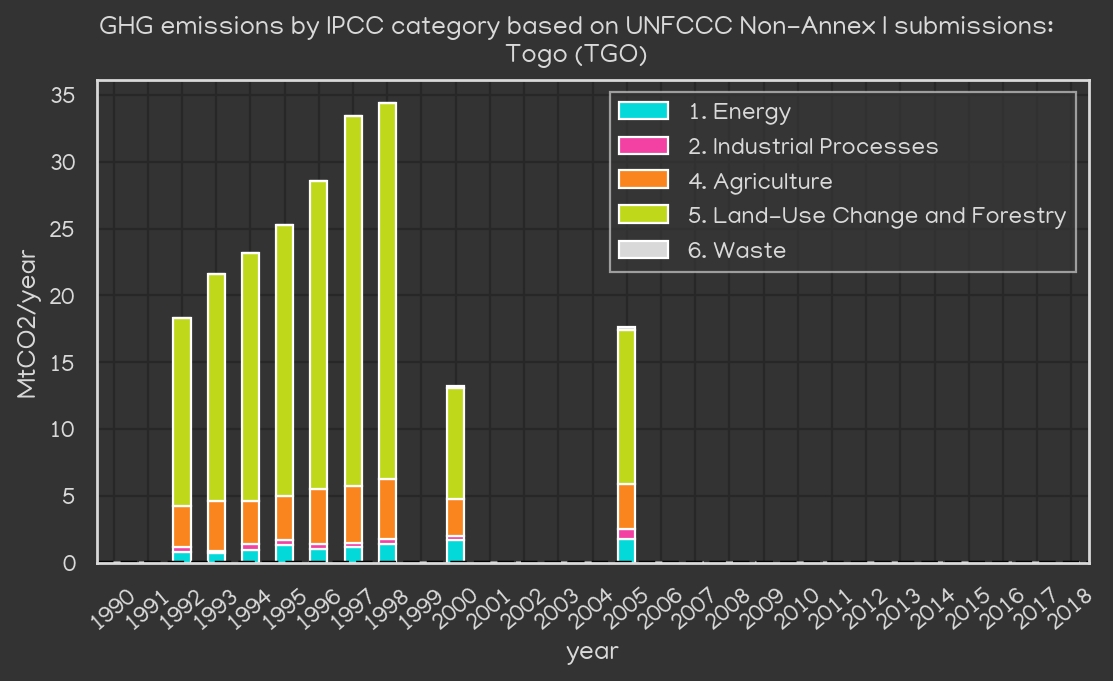 GHG emissions by IPCC category based on UNFCCC Non-Annex I submissions:
Togo (TGO)
35
30
25
20
15
10
5
0
MtCO2/year
1. Energy
2. Industrial Processes
4. Agriculture
5. Land-Use Change and Forestry
6. Waste
1990 1991 1992 1993 1994 1995 1996 1997 1998 1999 2000 2001 2002 2003 2004 2005 2006 2007 2008 2009 2010 2011 2012 2013 2014 2015 2016 2017 2018
year